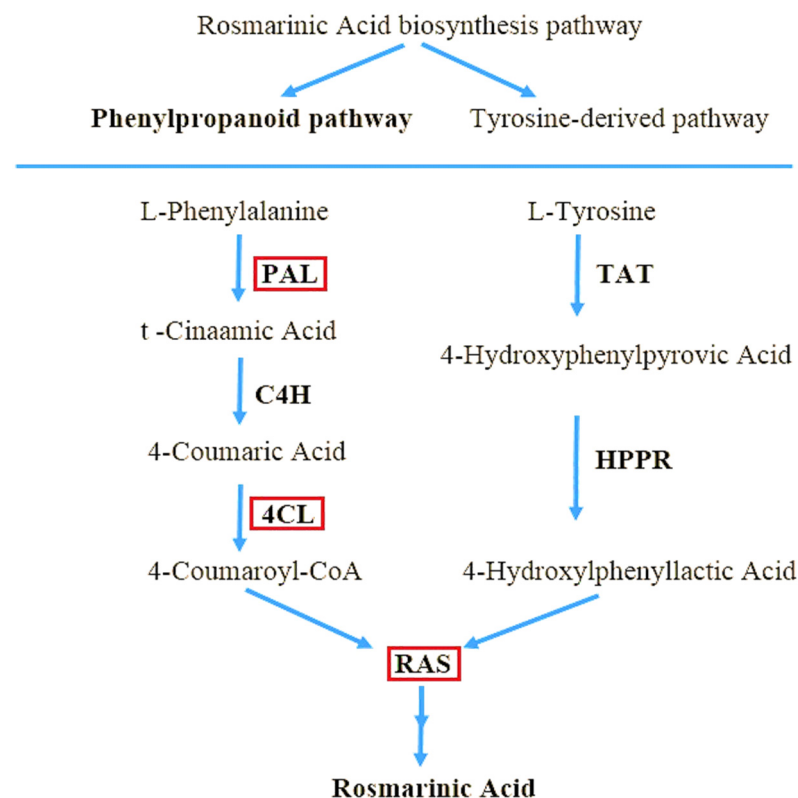 Rosmarinic Acid biosynthesis pathway
Phenylpropanoid pathway
Tyrosine-derived pathway
L-Phenylalanine
PAL
t -Cinaamic Acid
C4H
4-Coumaric Acid
4CL
4-Coumaroyl-CoA
L-Tyrosine
TAT
4-Hydroxyphenylpyrovic Acid
HPPR
4-Hydroxylphenyllactic Acid
RAS
Rosmarinic Acid